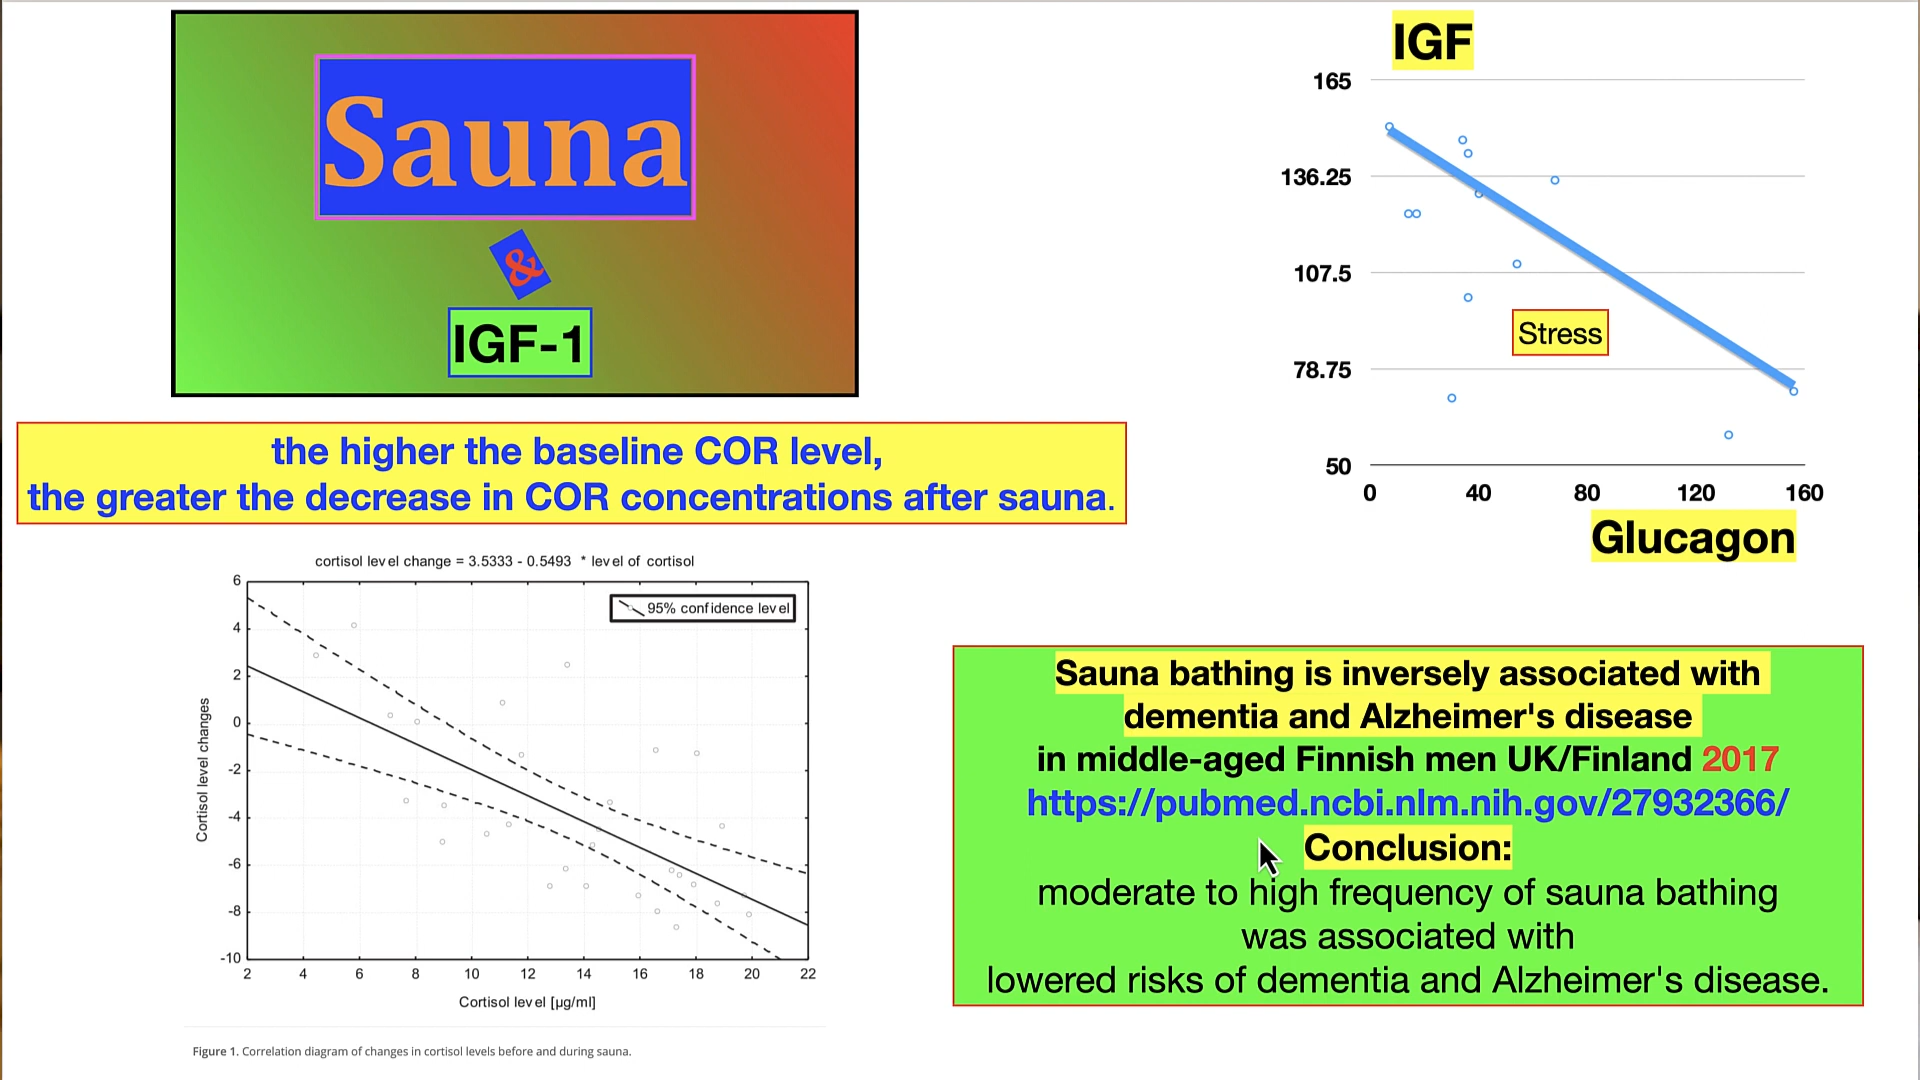 Sauna
&
IGF-1
the higher the baseline COR level,
the greater the decrease in COR concentrations after sauna.
cortisol level change = 3.5333 - 0.5493 * level of cortisol
95% confidence level
6
4
2
0
-2
-4
-6
-8
-10
2 4 6 8 10 12 14 16 18 20 22
Cortisol level changes
Cortisol level [µg/ml]
Figure 1. Correlation diagram of changes in cortisol levels before and during sauna.
IGF
165
136.25
107.5
78.75
50
Stress
0 40 80 120 160
Glucagon
Sauna bathing is inversely associated with
dementia and Alzheimer's disease
in middle-aged Finnish men UK/Finland 2017
https://pubmed.ncbi.nlm.nih.gov/27932366/
Conclusion:
moderate to high frequency of sauna bathing
was associated with
lowered risks of dementia and Alzheimer's disease.